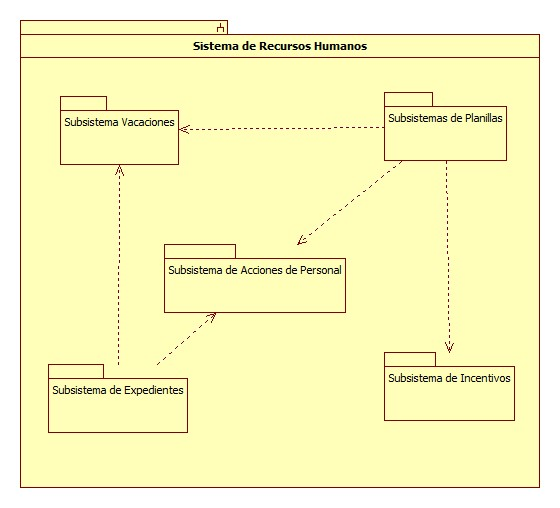 Sistema de Recursos Humanos
Subsistema Vacaciones
Subsistemas de Planillas
Subsistema de Acciones de Personal
Subsistema de Expedientes
Subsistema de Incentivos